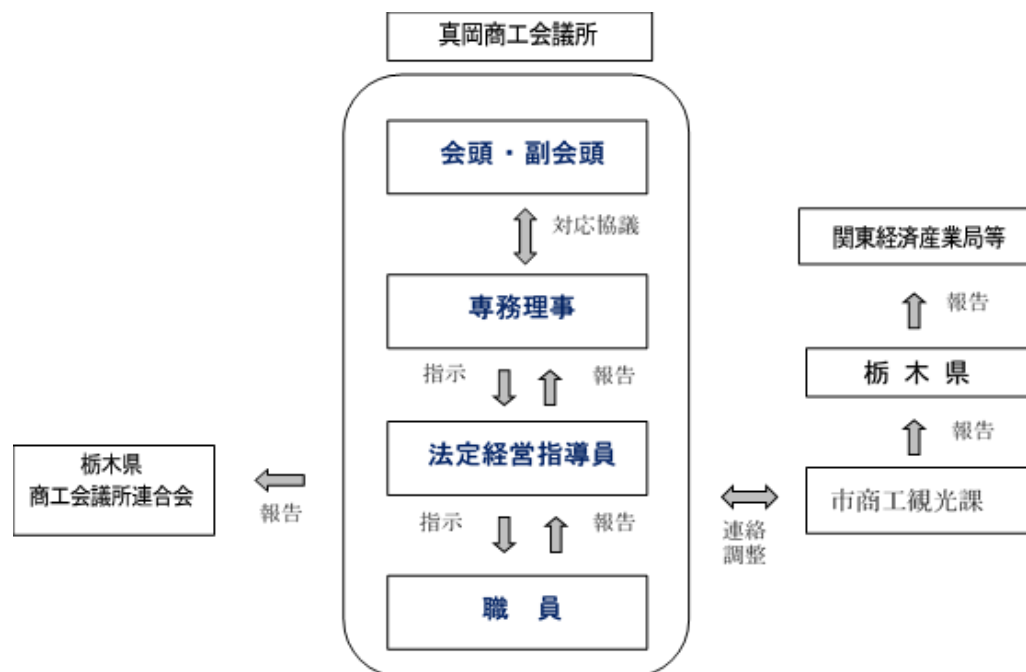 真岡商工会議所
会頭・副会頭
対応協議
専務理事
指示
報告
法定経営指導員
指示
報告
職　員
栃木県
商工会議所連合会
報告
連絡
調整
関東経済産業局等
報告
栃 木 県
報告
市商工観光課